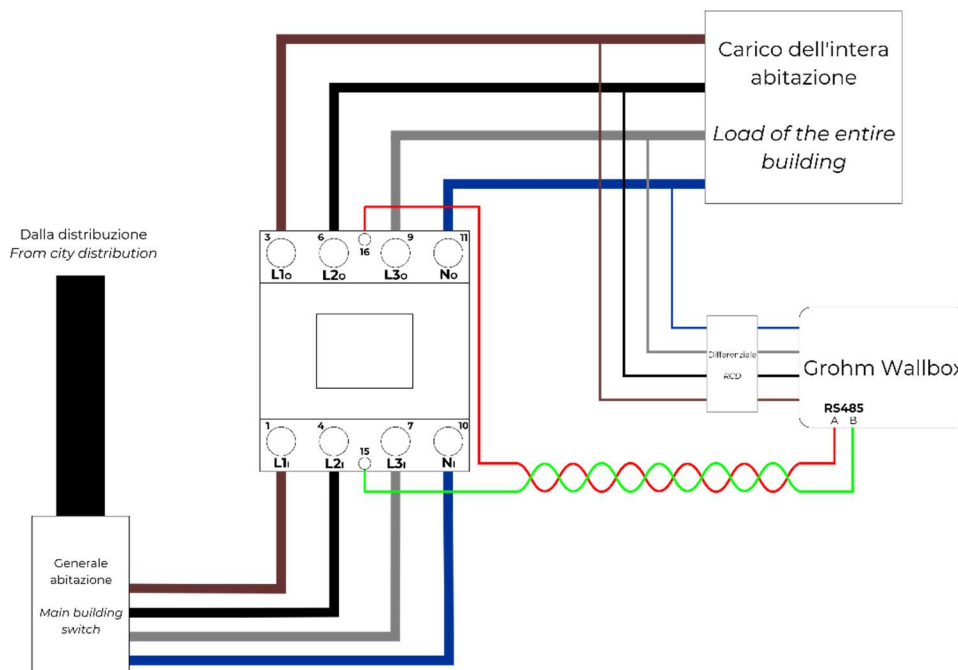 Carico dell'intera
abitazione
Load of the entire
building
Dalla distribuzione
From city distribution
3 6 9 11
16
L1o L2o L3o No
Differenziale
RCD
Grohm Wallbox
RS485
A B
1 4 7 10
15
L1I L2I L3I NI
Generale
abitazione
Main building
switch